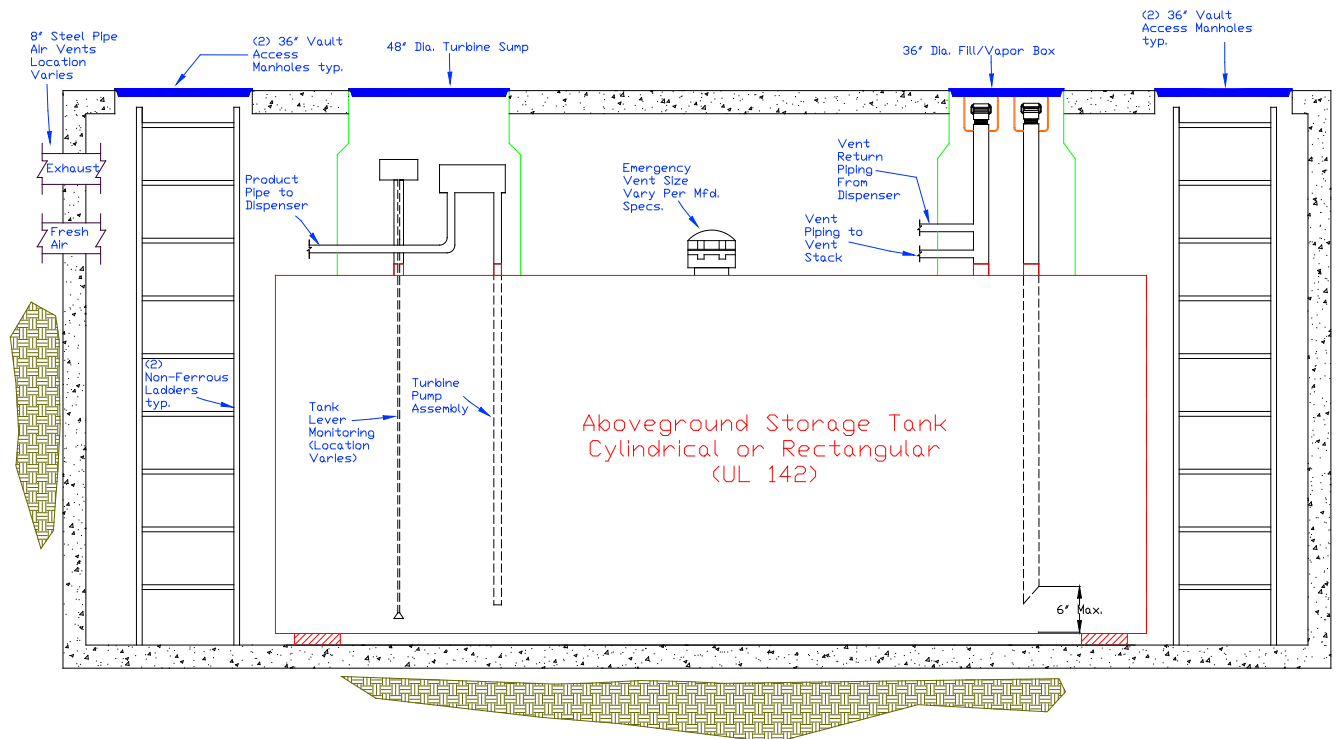 8" Steel Pipe
Air Vents
Location
Varies
(2) 36" Vault
Access
Manholes typ.
48" Dia. Turbine Sump
36" Dia. Fill/Vapor Box
(2) 36" Vault
Access Manholes
typ.
Exhaust
Fresh
Air
Product
Pipe to
Dispenser
Emergency
Vent Size
Vary Per Mfd.
Specs.
Vent
Return
Piping
From
Dispenser
Vent
Piping to
Vent
Stack
(2)
Non-Ferrous
Ladders
typ.
Tank
Lever
Monitoring
(Location
Varies)
Turbine
Pump
Assembly
Aboveground Storage Tank
Cylindrical or Rectangular
(UL 142)
6" Max.